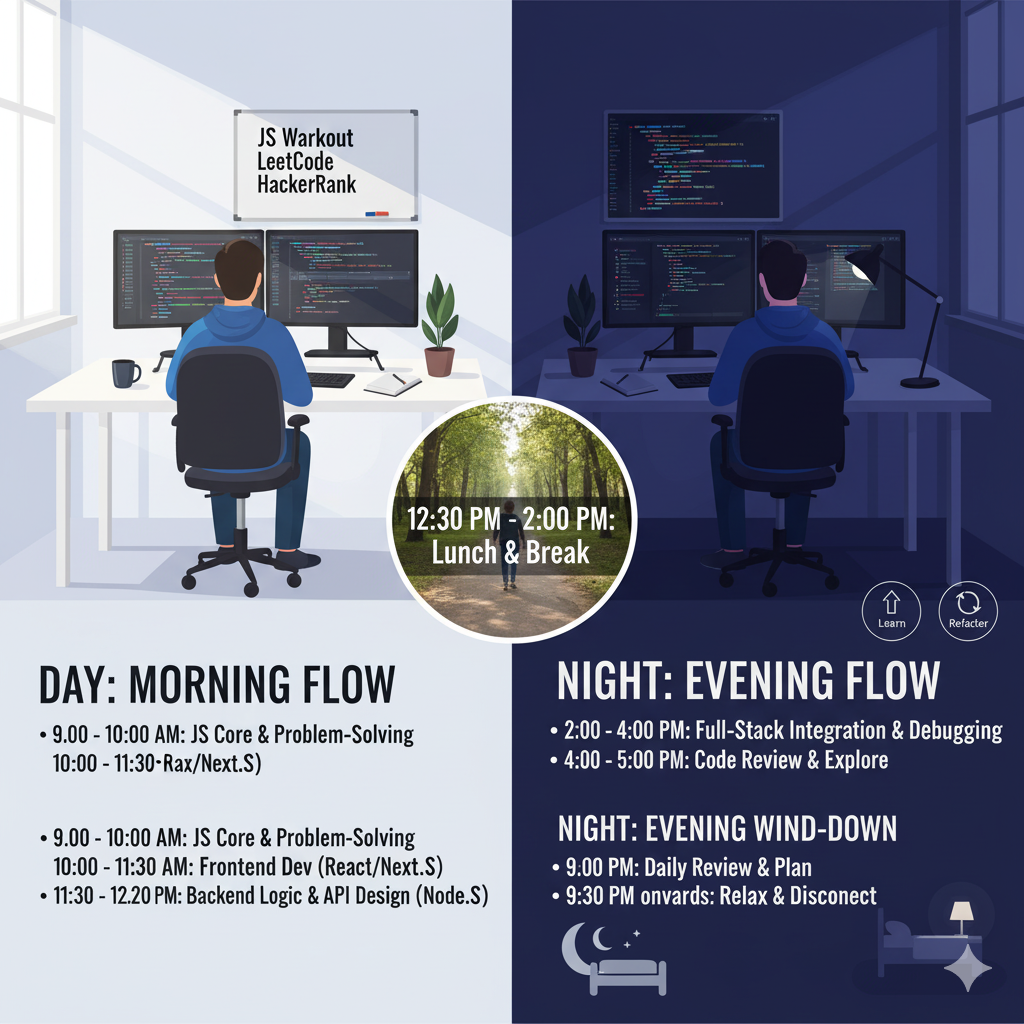 JS Warkout
LeetCode
HackerRank
12:30 PM - 2:00 PM:
Lunch & Break
Learn
Refacter
DAY: MORNING FLOW
• 9.00 - 10:00 AM: JS Core & Problem-Solving
10:00 - 11:30·Rax/Next.S)
• 9.00 - 10:00 AM: JS Core & Problem-Solving
10:00 - 11:30 AM: Frontend Dev (React/Next.S)
• 11:30 - 12.20 PM: Backend Logic & API Design (Node.S)
NIGHT: EVENING FLOW
• 2:00 - 4:00 PM: Full-Stack Integration & Debugging
• 4:00 - 5:00 PM: Code Review & Explore
NIGHT: EVENING WIND-DOWN
• 9:00 PM: Daily Review & Plan
• 9:30 PM onvards: Relax & Disconect